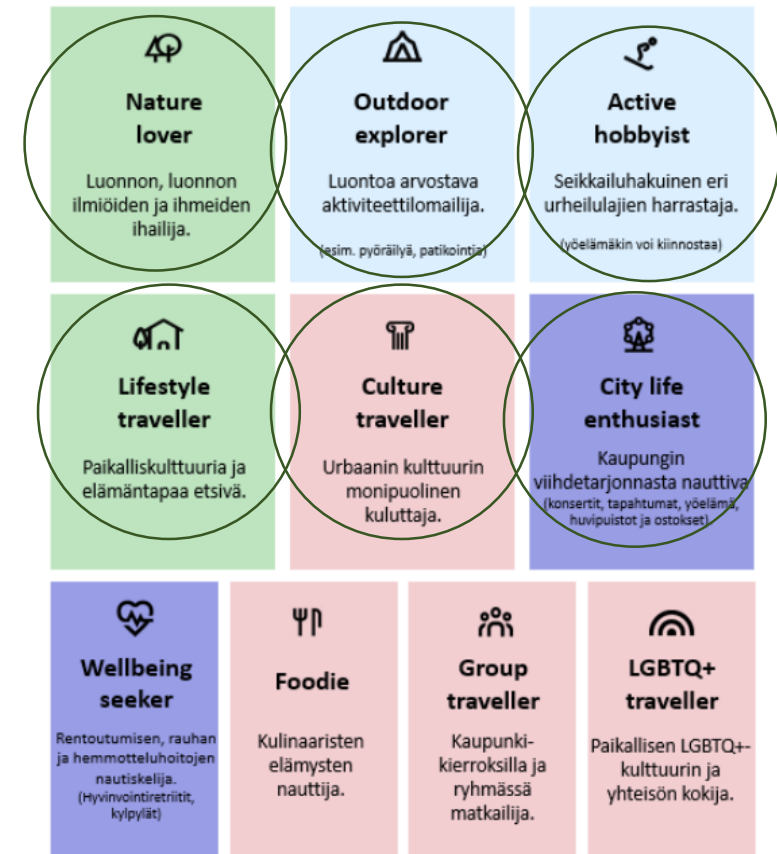 Nature
lover
Luonnon, luonnon
ilmiöiden ja ihmeiden
ihailija.
Outdoor
explorer
Luontoa arvostava
aktiviteettilomailija.
(esim. pyöräilyä, patikointia)
Active
hobbyist
Seikkailuhakuinen eri
urheilulajien harrastaja.
(yöelämäkin voi kiinnostaa)
Lifestyle
traveller
Paikalliskulttuuria ja
elämäntapaa etsivä.
Culture
traveller
Urbaanin kulttuurin
monipuolinen
kuluttaja.
City life
enthusiast
Kaupungin
viihdetarjonnasta nauttiva
(konsertit, tapahtumat, yöelämä,
huvipuistot ja ostokset)
Wellbeing
seeker
Rentoutumisen, rauhan
ja hemmotteluhoitojen
nautiskelija.
(Hyvinvointiretriitit,
kylpylät)
Foodie
Kulinaaristen
elämysten
nauttija.
Group
traveller
Kaupunki-
kierroksilla ja
ryhmässä
matkailija.
LGBTQ+
traveller
Paikallisen LGBTQ+-
kulttuurin ja
yhteisön kokija.